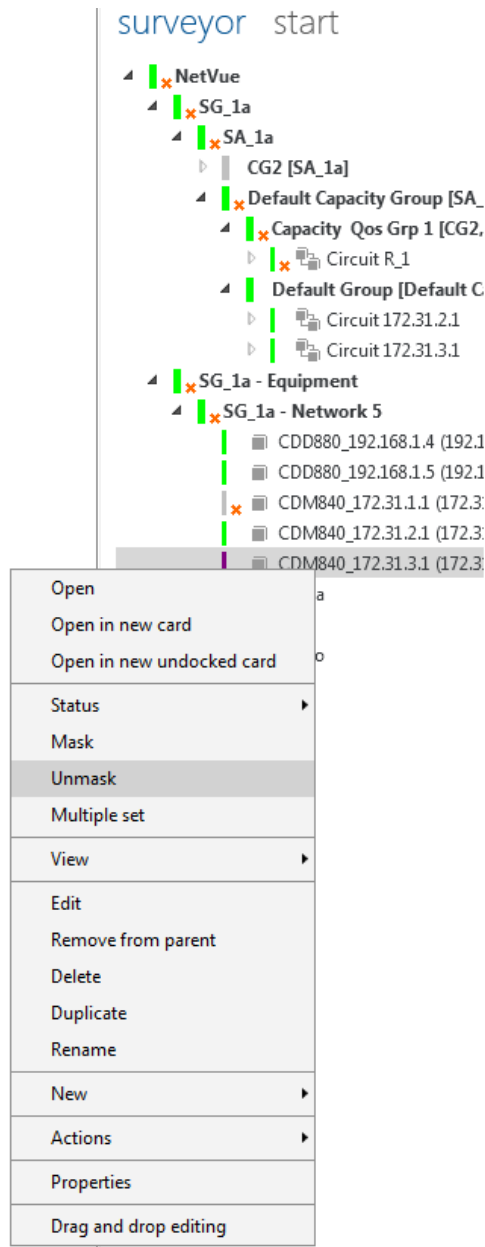 surveyor start
NetVue
SG_1a
SA_1a
CG2 [SA_1a]
Default Capacity Group [SA_
Capacity Qos Grp 1 [CG2,
Circuit R_1
Default Group [Default Ca
Circuit 172.31.2.1
Circuit 172.31.3.1
SG_1a - Equipment
SG_1a - Network 5
CDD880_192.168.1.4 (192.1
CDD880_192.168.1.5 (192.1
CDM840_172.31.1.1 (172.3
CDM840_172.31.2.1 (172.3
CDM840_172.31.3.1 (172.3
Open
a
Open in new card
Open in new undocked card
o
Status
Mask
Unmask
Multiple set
View
Edit
Remove from parent
Delete
Duplicate
Rename
New
Actions
Properties
Drag and drop editing